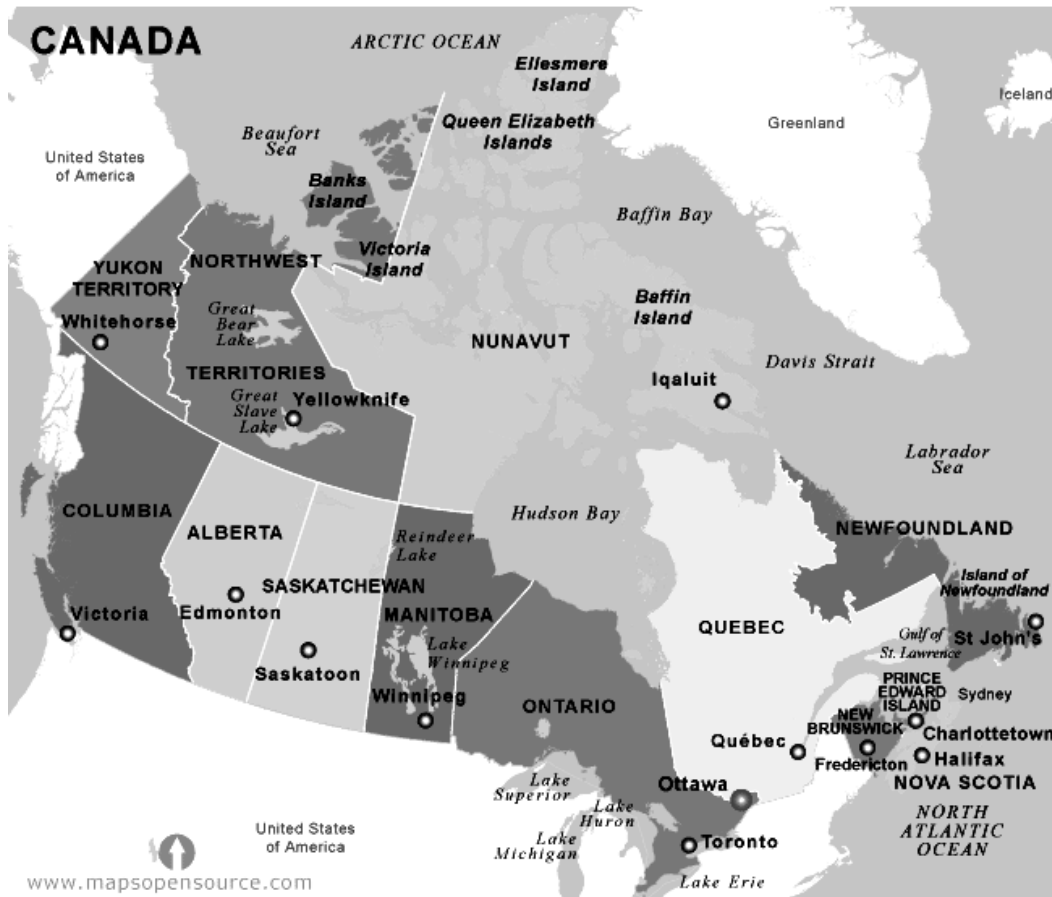 CANADA
ARCTIC OCEAN
Ellesmere
Island
Iceland
Queen Elizabeth
Islands
Greenland
Beaufort
Sea
United States
of America
Banks
Island
Baffin Bay
Victoria
Island
NORTHWEST
YUKON
TERRITORY
Baffin
Island
Great
Bear
Lake
Whitehorse
NUNAVUT
Davis Strait
TERRITORIES
Iqaluit
Great
Slave
Lake
Yellowknife
Labrador
Sea
COLUMBIA
Hudson Bay
ALBERTA
Reindeer
Lake
NEWFOUNDLAND
SASKATCHEWAN
Island of
Newfoundland
Edmonton
Victoria
MANITOBA
QUEBEC
Gulf of
St. Lawrence
St John's
Lake
Winnipeg
Saskatoon
Winnipeg
ONTARIO
PRINCE
EDWARD
ISLAND
Sydney
NEW
BRUNSWICK
Charlottetown
Québec
Fredericton
Halifax
NOVA SCOTIA
Ottawa
Lake
Superior
Lake
Huron
NORTH
ATLANTIC
OCEAN
United States
of America
Lake
Michigan
Toronto
Lake Erie
www.mapsopensource.com